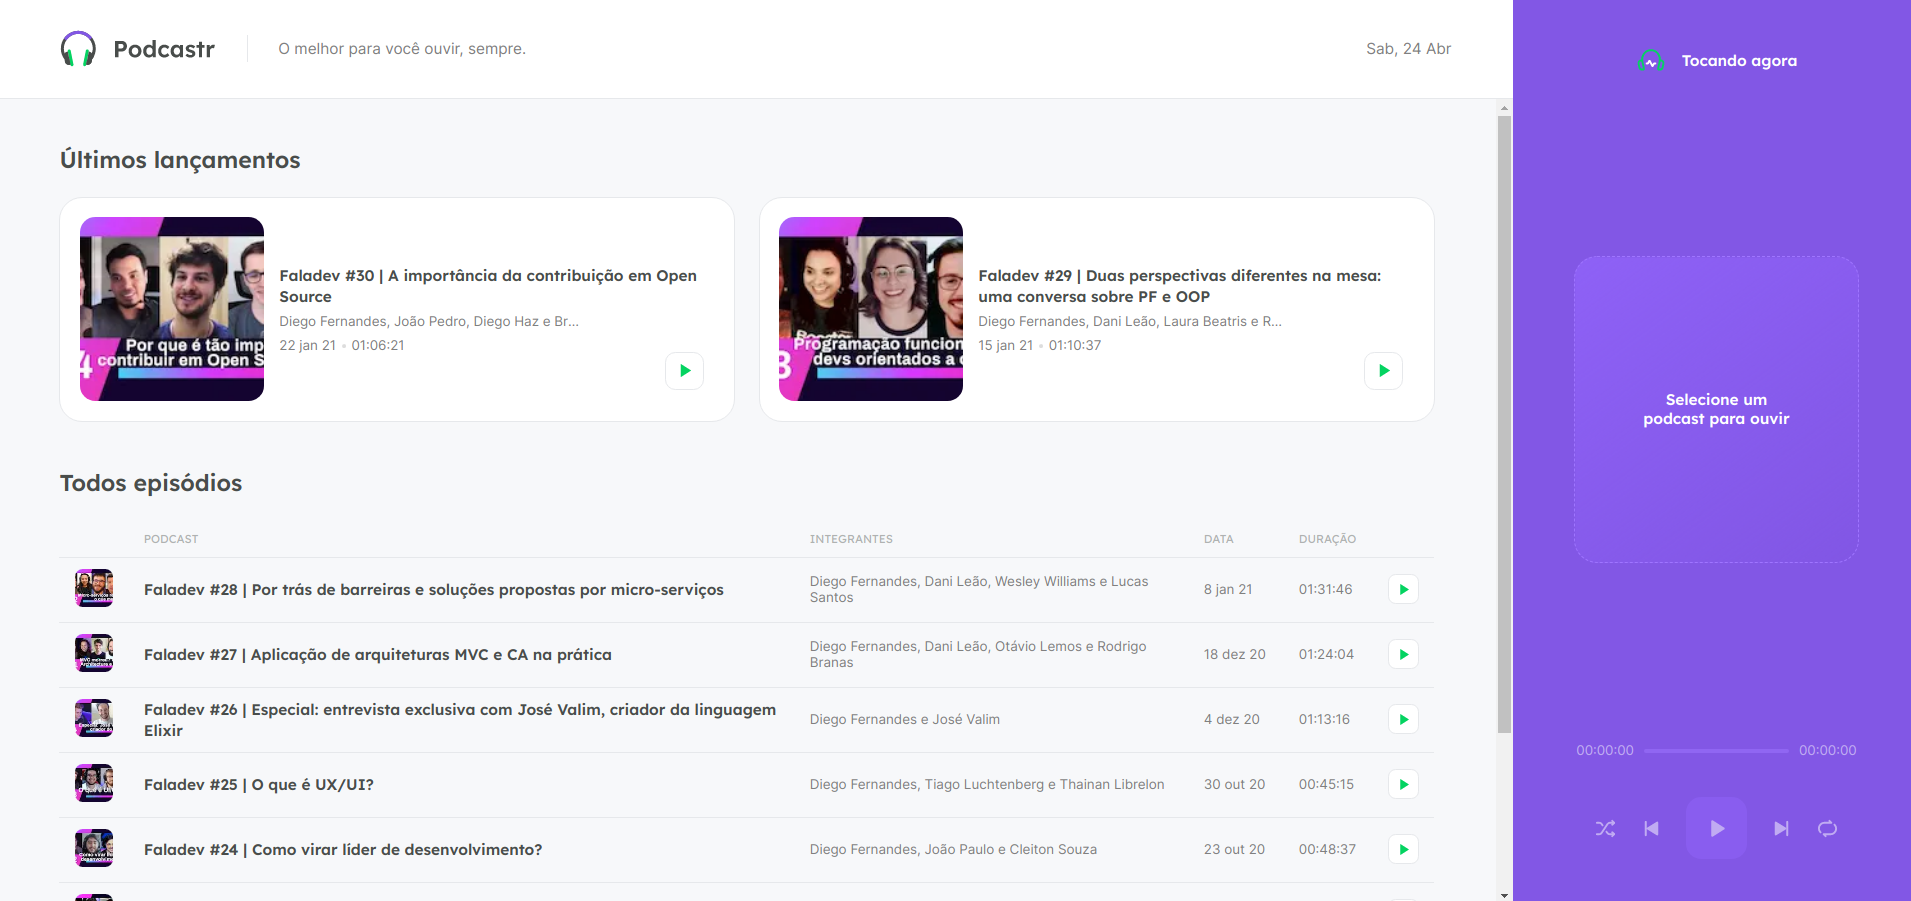 Podcastr
O melhor para você ouvir, sempre.
Sab, 24 Abr
Tocando agora
Últimos lançamentos
Por que é tão imp
contribuir em Open S
Faladev #30 | A importância da contribuição em Open
Source
Diego Fernandes, João Pedro, Diego Haz e Br...
22 jan 21 • 01:06:21
Programação funcion
devs orientados a
Faladev #29 | Duas perspectivas diferentes na mesa:
uma conversa sobre PF e OOP
Diego Fernandes, Dani Leão, Laura Beatris e R...
15 jan 21 • 01:10:37
Selecione um
podcast para ouvir
Todos episódios
PODCAST INTEGRANTES DATA DURAÇÃO
Faladev #28 | Por trás de barreiras e soluções propostas por micro-serviços
Diego Fernandes, Dani Leão, Wesley Williams e Lucas
Santos
8 jan 21
01:31:46
Faladev #27 | Aplicação de arquiteturas MVC e CA na prática
Diego Fernandes, Dani Leão, Otávio Lemos e Rodrigo
Branas
18 dez 20
01:24:04
Faladev #26 | Especial: entrevista exclusiva com José Valim, criador da linguagem
Elixir
Diego Fernandes e José Valim
4 dez 20
01:13:16
Faladev #25 | O que é UX/UI?
Diego Fernandes, Tiago Luchtenberg e Thainan Librelon
30 out 20
00:45:15
Faladev #24 | Como virar líder de desenvolvimento?
Diego Fernandes, João Paulo e Cleiton Souza
23 out 20
00:48:37
00:00:00
00:00:00